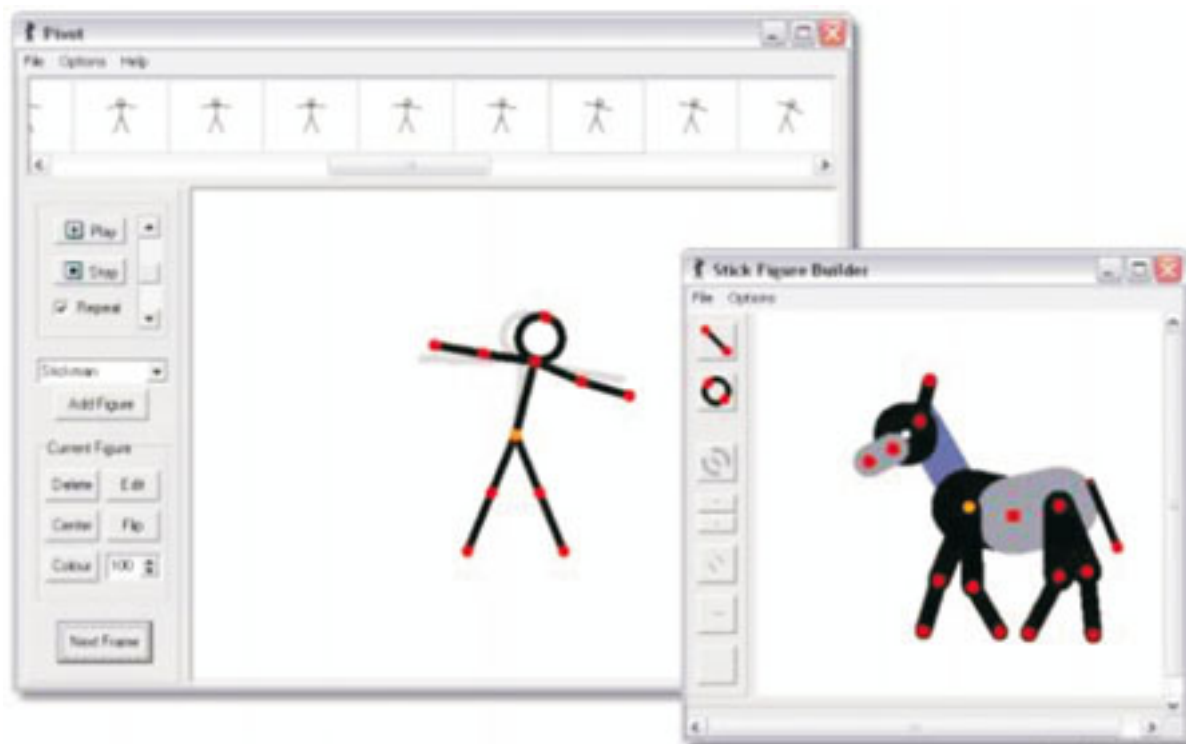 Pivot
File Options Help
Play
Stop
Repeat
Stickman
Add Figure
Current Figure
Delete Edit
Center Flip
Colour 100
Next Frame
Stick Figure Builder
File Options